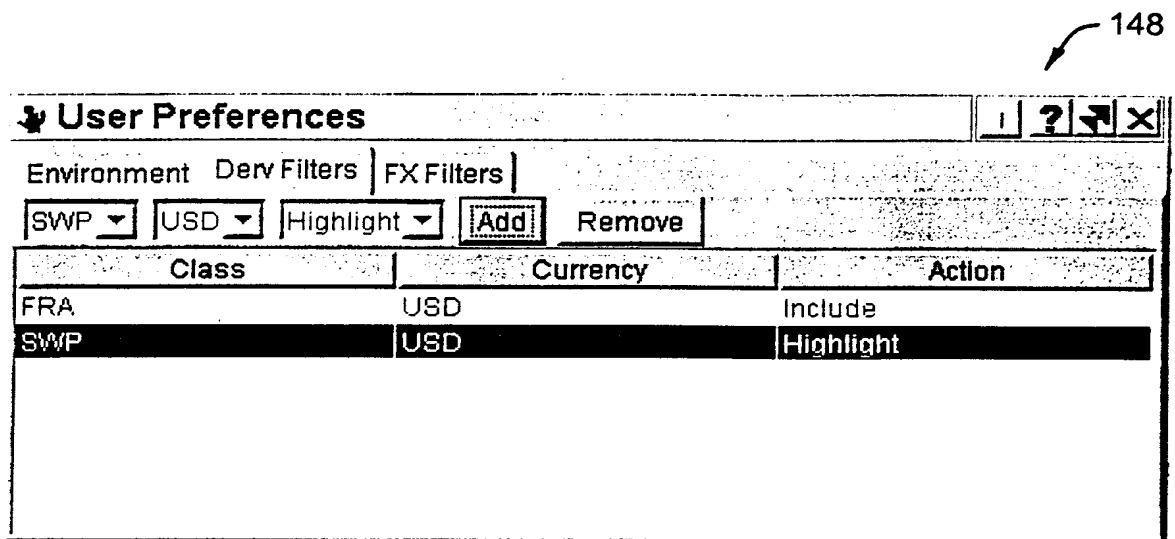 148
User Preferences
Environment Derv Filters FX Filters
SWP USD Highlight Add Remove
Class Currency Action
FRA USD Include
SWP USD Highlight